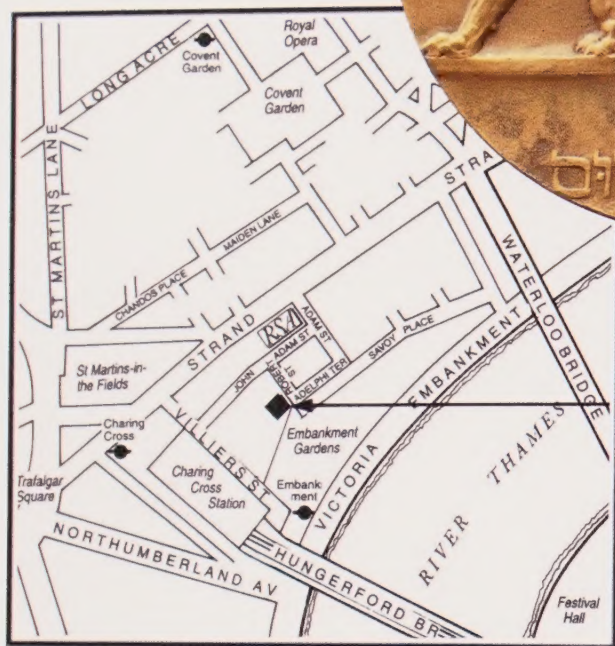 Royal
Opera
Covent
Garden
LONG ACRE
Covent
Garden
ST MARTINS LANE
STRA
MAIDEN LANE
CHANDOS PLACE
WATERLOO BRIDGE
STRAND
RSA
ADAM ST
JOHN ADAM ST
ROBERT ST
ADELPHI TER
SAVOY PLACE
St Martins-in-
the Fields
VICTORIA EMBANKMENT
Embankment
Gardens
Charing
Cross
VILLIERS ST
Trafalgar
Square
Charing
Cross
Station
Embank
ment
RIVER THAMES
NORTHUMBERLAND AV
HUNGERFORD BR
Festival
Hall